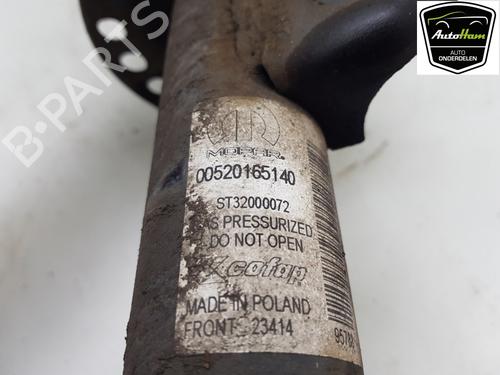 AutoHam
AUTO
ONDERDELEN
B-PARTS
MOPAR
00520165140
ST32000072
GAS PRESSURIZED
DO NOT OPEN
cofap
MADE IN POLAND
FRONT 23414